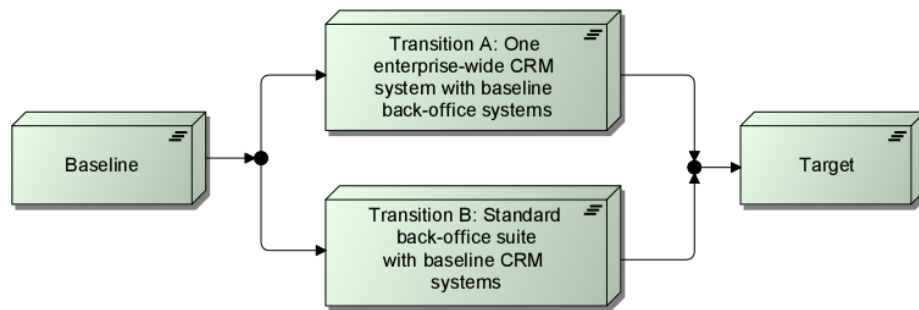 Baseline
Transition A: One
enterprise-wide CRM
system with baseline
back-office systems
Transition B: Standard
back-office suite
with baseline CRM
systems
Target